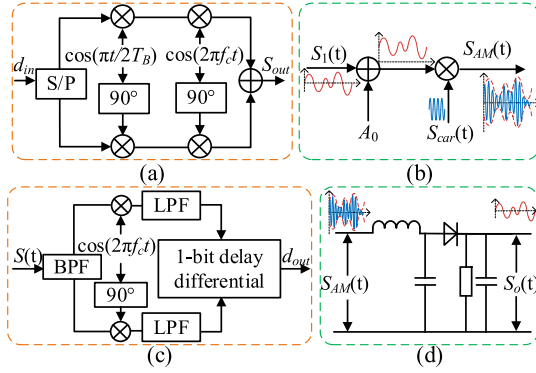 d_in
S/P
cos(πt/2T_B)
cos(2πf_ct)
90°
90°
S_out
(a)
S_1(t)
A_0
S_car(t)
S_AM(t)
(b)
S(t)
BPF
cos(2πf_ct)
90°
LPF
LPF
1-bit delay
differential
d_out
(c)
S_AM(t)
S_o(t)
(d)